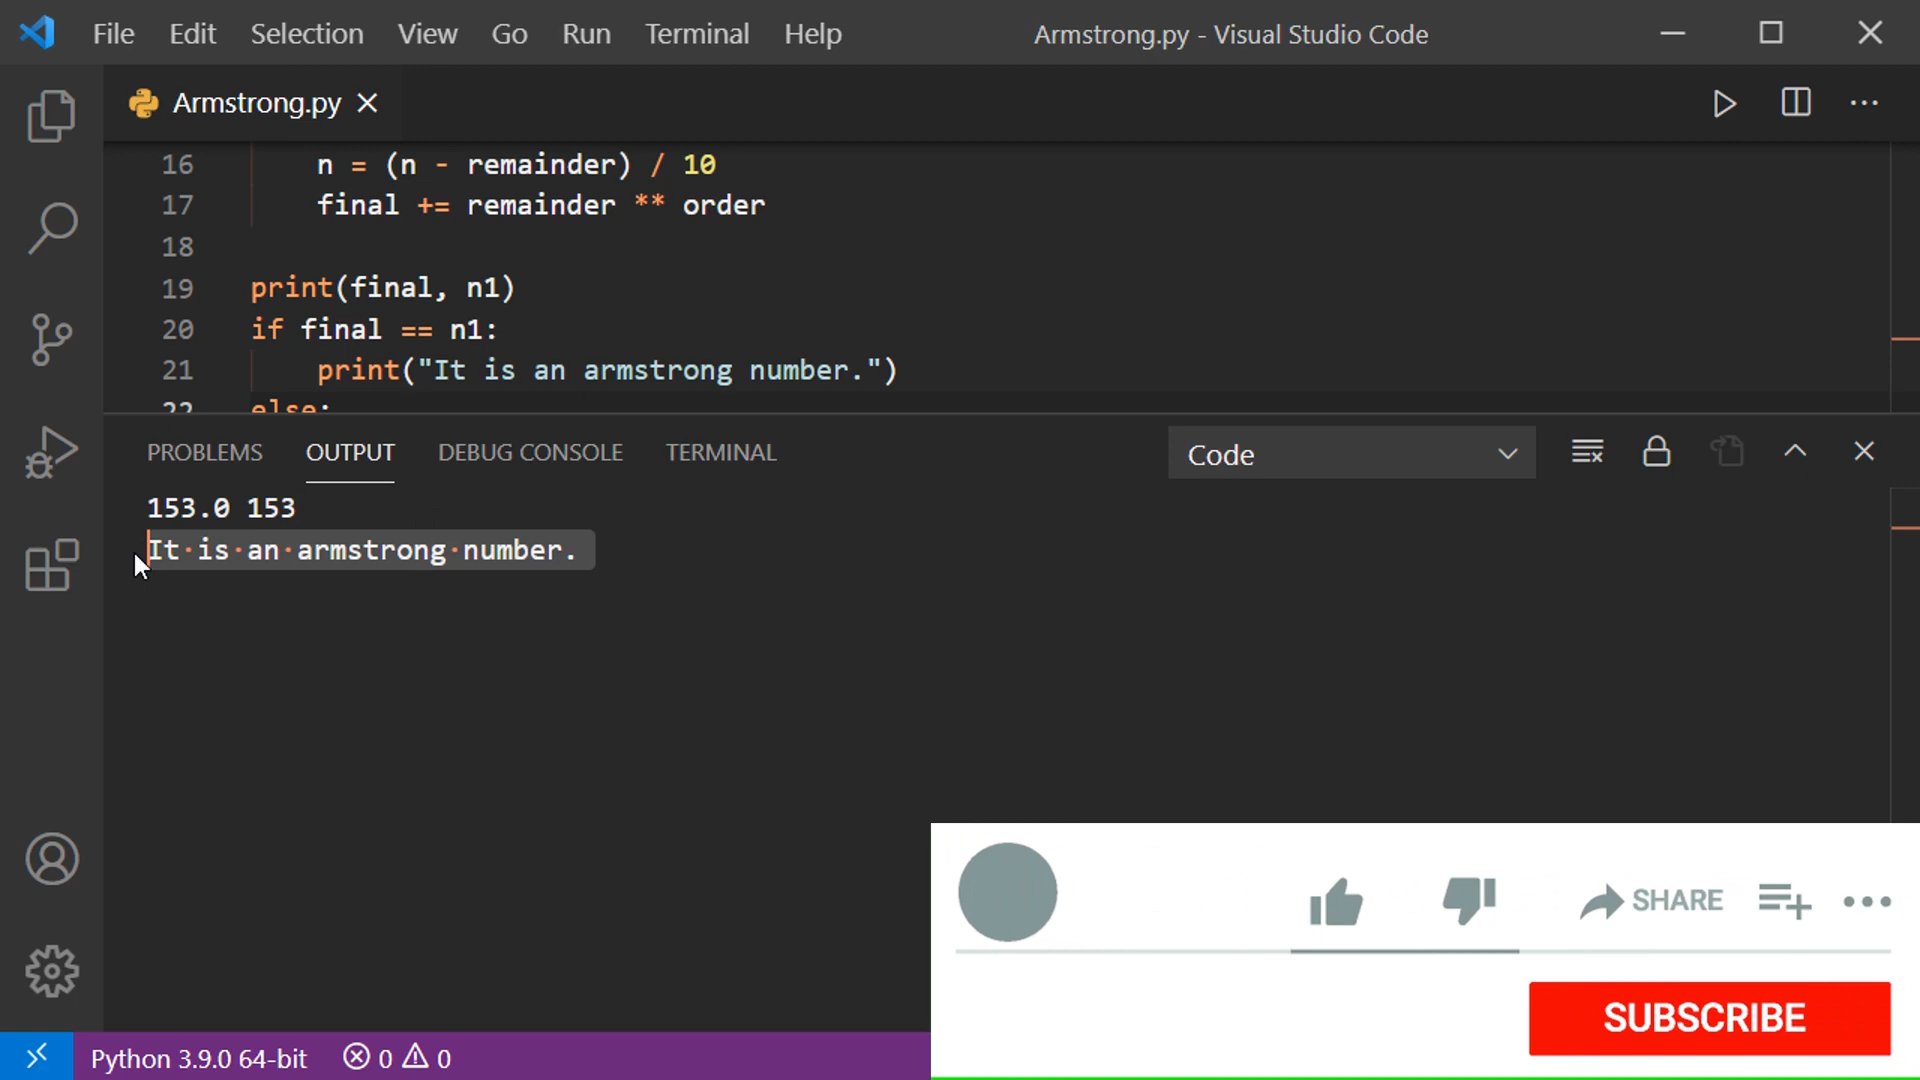 File Edit Selection View Go Run Terminal Help Armstrong.py - Visual Studio Code
Armstrong.py
16 n = (n - remainder) / 10
17 final += remainder ** order
18
19 print(final, n1)
20 if final == n1:
21 print("It is an armstrong number.")
22 else:
PROBLEMS OUTPUT DEBUG CONSOLE TERMINAL Code
153.0 153
It·is·an·armstrong·number.
SHARE
SUBSCRIBE
Python 3.9.0 64-bit 0 0